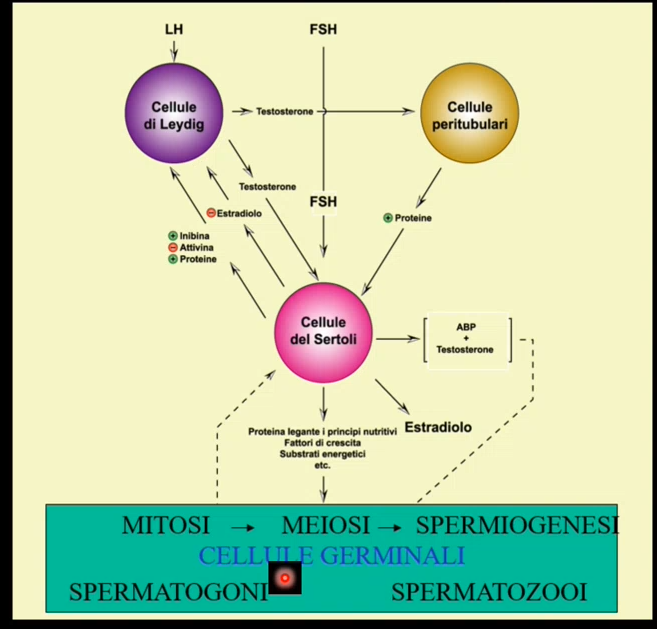 LH
FSH
Cellule
di Leydig
Testosterone
Cellule
peritubulari
Testosterone
FSH
Estradiolo
Proteine
Inibina
Attivina
Proteine
Cellule
del Sertoli
ABP
+
Testosterone
Estradiolo
Proteina legante i principi nutritivi
Fattori di crescita
Substrati energetici
etc.
MITOSI → MEIOSI → SPERMIOGENESI
CELLULE GERMINALI
SPERMATOGONI SPERMATOZOOI